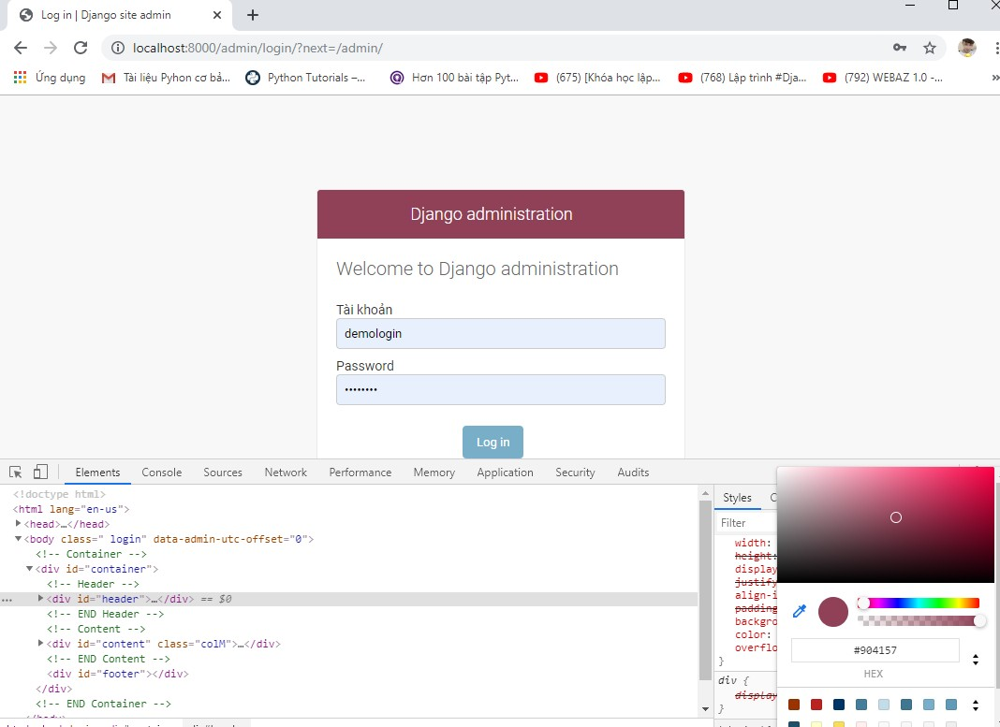 Log in | Django site admin
localhost:8000/admin/login/?next=/admin/
Ứng dụng
Tài liệu Pyhon cơ bả...
Python Tutorials –...
Hơn 100 bài tập Pyt...
(675) [Khóa học lập...
(768) Lập trình #Dja...
(792) WEBAZ 1.0 -...
Django administration
Welcome to Django administration
Tài khoản
demologin
Password
••••••••
Log in
Elements Console Sources Network Performance Memory Application Security Audits
<!doctype html>
<html lang="en-us">
<head>…</head>
<body class=" login" data-admin-utc-offset="0">
<!-- Container -->
<div id="container">
<!-- Header -->
<div id="header">…</div> == $0
<!-- END Header -->
<!-- Content -->
<div id="content" class="colM">…</div>
<!-- END Content -->
<div id="footer"></div>
</div>
<!-- END Container -->
Styles
Filter
width:
height:
display
justify
align-i
padding
backgro
color:
overflo
}
div {
display
}
#904157
HEX